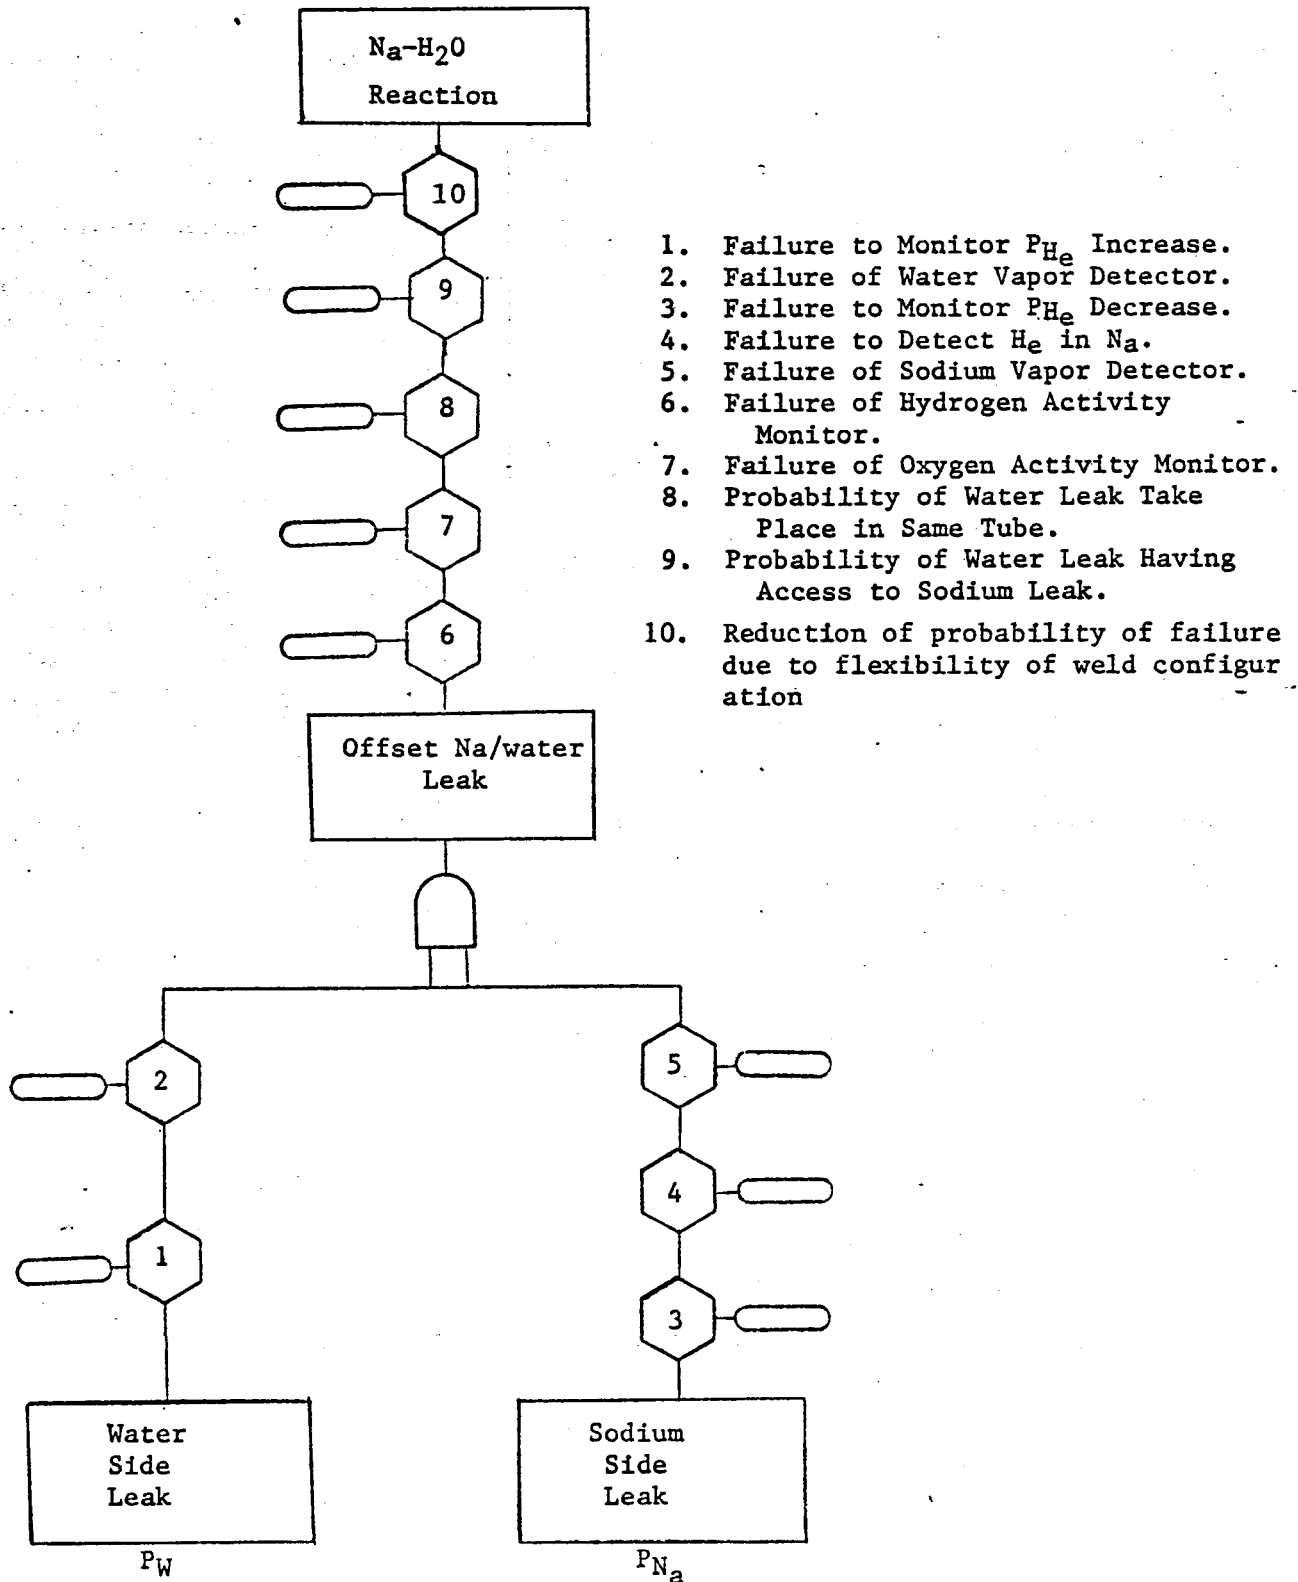 Na-H2O
Reaction
10
9
8
7
6
1. Failure to Monitor PHe Increase.
2. Failure of Water Vapor Detector.
3. Failure to Monitor PHe Decrease.
4. Failure to Detect He in Na.
5. Failure of Sodium Vapor Detector.
6. Failure of Hydrogen Activity
Monitor.
7. Failure of Oxygen Activity Monitor.
8. Probability of Water Leak Take
Place in Same Tube.
9. Probability of Water Leak Having
Access to Sodium Leak.
10. Reduction of probability of failure
due to flexibility of weld configur
ation
Offset Na/water
Leak
2
1
5
4
3
Water
Side
Leak
PW
Sodium
Side
Leak
PNa